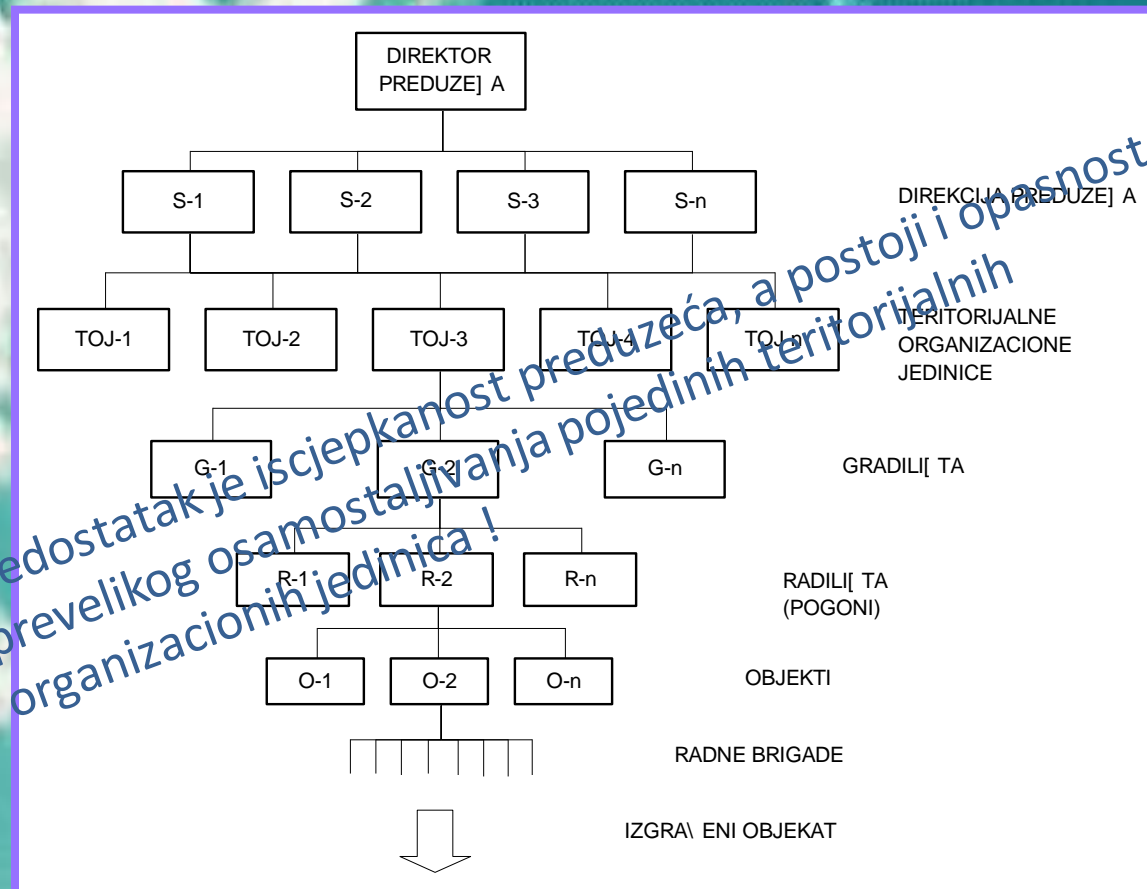 DIREKTOR
PREDUZE] A
S-1 S-2 S-3 S-n DIREKCIJA PREDUZE] A
TOJ-1 TOJ-2 TOJ-3 TOJ-4 TOJ-n TERITORIJALNE
ORGANIZACIONE
JEDINICE
G-1 G-2 G-n GRADILI[ TA
R-1 R-2 R-n RADILI[ TA
(POGONI)
O-1 O-2 O-n OBJEKTI
RADNE BRIGADE
IZGRA\ ENI OBJEKAT
edostatak je iscjepkanost preduzeća, a postoji i opasnost
prevelikog osamostaljivanja pojedinih teritorijalnih
organizacionih jedinica !